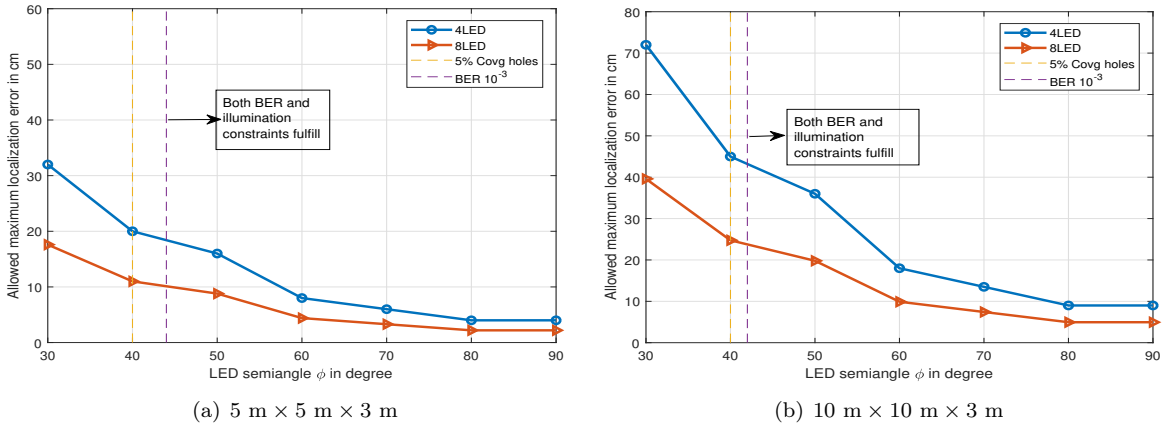 60
50
40
30
20
10
0
Allowed maximum localization error in cm
4LED
8LED
5% Covg holes
BER 10^-3
Both BER and
illumination
constraints fulfill
30 40 50 60 70 80 90
LED semiangle ϕ in degree
(a) 5 m × 5 m × 3 m
80
70
60
50
40
30
20
10
0
Allowed maximum localization error in cm
4LED
8LED
5% Covg holes
BER 10^-3
Both BER and
illumination
constraints fulfill
30 40 50 60 70 80 90
LED semiangle ϕ in degree
(b) 10 m × 10 m × 3 m